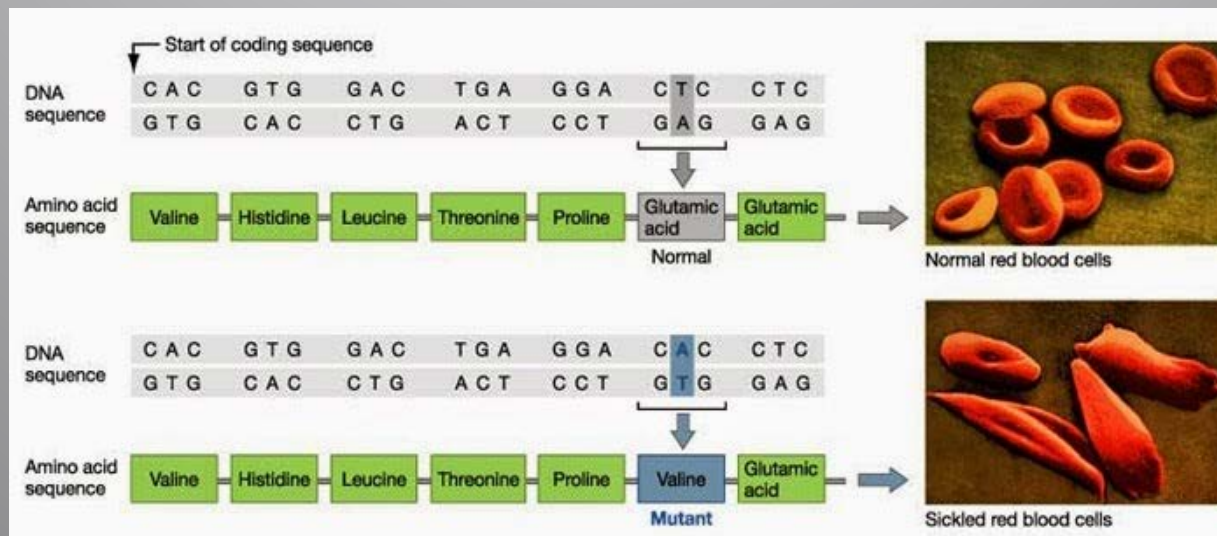 Start of coding sequence
DNA sequence
C A C G T G G A C T G A G G A C T C C T C
G T G C A C C T G A C T C C T G A G G A G
Amino acid sequence
Valine Histidine Leucine Threonine Proline Glutamic acid Glutamic acid
Normal
Normal red blood cells
DNA sequence
C A C G T G G A C T G A G G A C A C C T C
G T G C A C C T G A C T C C T G T G G A G
Amino acid sequence
Valine Histidine Leucine Threonine Proline Valine Glutamic acid
Mutant
Sickled red blood cells